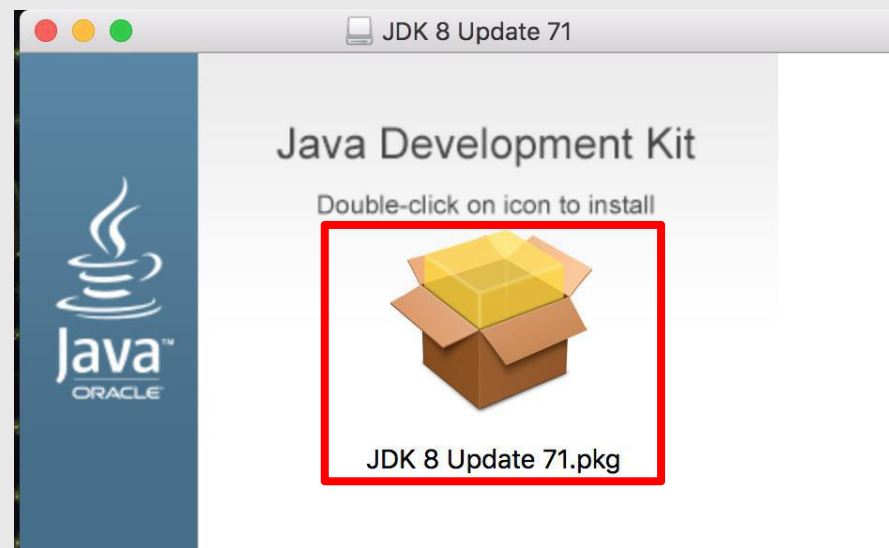 JDK 8 Update 71
Java Development Kit
Double-click on icon to install
JDK 8 Update 71.pkg
Java™
ORACLE